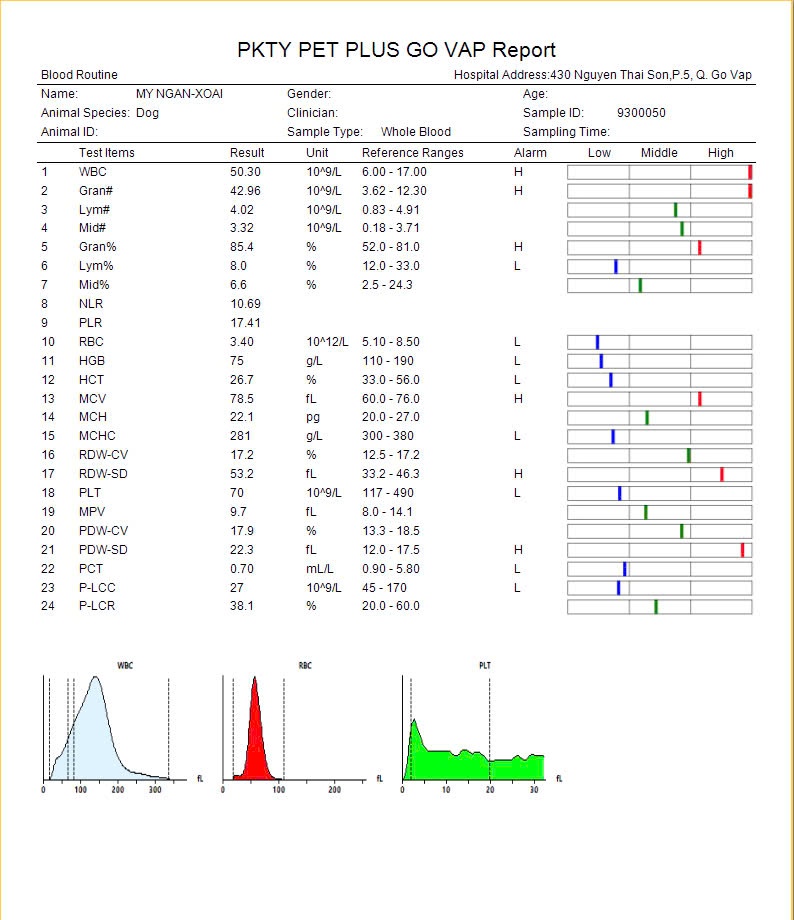 PKTY PET PLUS GO VAP Report
Blood Routine Hospital Address:430 Nguyen Thai Son,P.5, Q. Go Vap
Name: MY NGAN-XOAI Gender: Age:
Animal Species: Dog Clinician: Sample ID: 9300050
Animal ID: Sample Type: Whole Blood Sampling Time:
Test Items Result Unit Reference Ranges Alarm Low Middle High
1 WBC 50.30 10^9/L 6.00 - 17.00 H
2 Gran# 42.96 10^9/L 3.62 - 12.30 H
3 Lym# 4.02 10^9/L 0.83 - 4.91
4 Mid# 3.32 10^9/L 0.18 - 3.71
5 Gran% 85.4 % 52.0 - 81.0 H
6 Lym% 8.0 % 12.0 - 33.0 L
7 Mid% 6.6 % 2.5 - 24.3
8 NLR 10.69
9 PLR 17.41
10 RBC 3.40 10^12/L 5.10 - 8.50 L
11 HGB 75 g/L 110 - 190 L
12 HCT 26.7 % 33.0 - 56.0 L
13 MCV 78.5 fL 60.0 - 76.0 H
14 MCH 22.1 pg 20.0 - 27.0
15 MCHC 281 g/L 300 - 380 L
16 RDW-CV 17.2 % 12.5 - 17.2
17 RDW-SD 53.2 fL 33.2 - 46.3 H
18 PLT 70 10^9/L 117 - 490 L
19 MPV 9.7 fL 8.0 - 14.1
20 PDW-CV 17.9 % 13.3 - 18.5
21 PDW-SD 22.3 fL 12.0 - 17.5 H
22 PCT 0.70 mL/L 0.90 - 5.80 L
23 P-LCC 27 10^9/L 45 - 170 L
24 P-LCR 38.1 % 20.0 - 60.0
WBC RBC PLT
fL fL fL
0 100 200 300 0 100 200 0 10 20 30